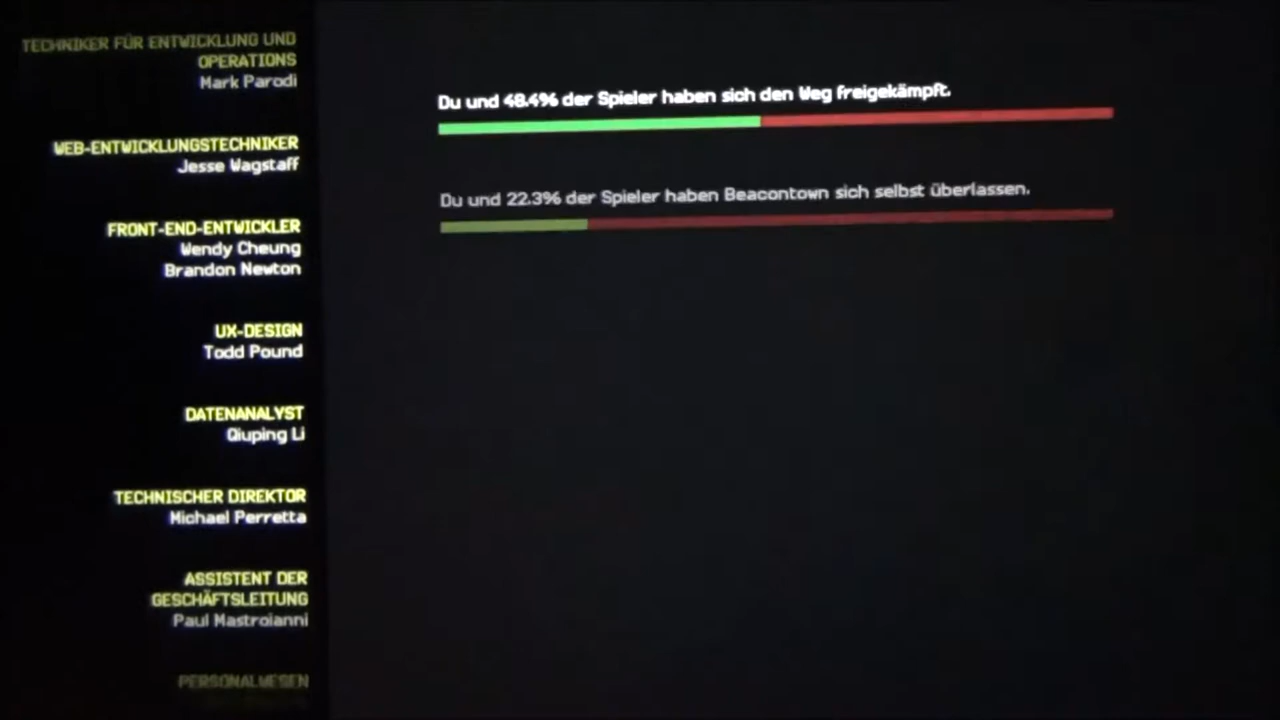 TECHNIKER FÜR ENTWICKLUNG UND
OPERATIONS
Mark Parodi
WEB-ENTWICKLUNGSTECHNIKER
Jesse Wagstaff
FRONT-END-ENTWICKLER
Wendy Cheung
Brandon Newton
UX-DESIGN
Todd Pound
DATENANALYST
Qiuping Li
TECHNISCHER DIREKTOR
Michael Perretta
ASSISTENT DER
GESCHÄFTSLEITUNG
Paul Mastroianni
PERSONALWESEN
Du und 48.4% der Spieler haben sich den Weg freigekämpft.
Du und 22.3% der Spieler haben Beacontown sich selbst überlassen.